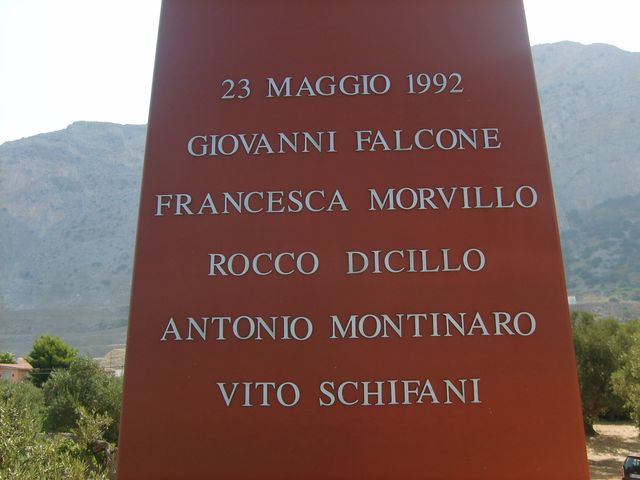 23 MAGGIO 1992
GIOVANNI FALCONE
FRANCESCA MORVILLO
ROCCO DICILLO
ANTONIO MONTINARO
VITO SCHIFANI